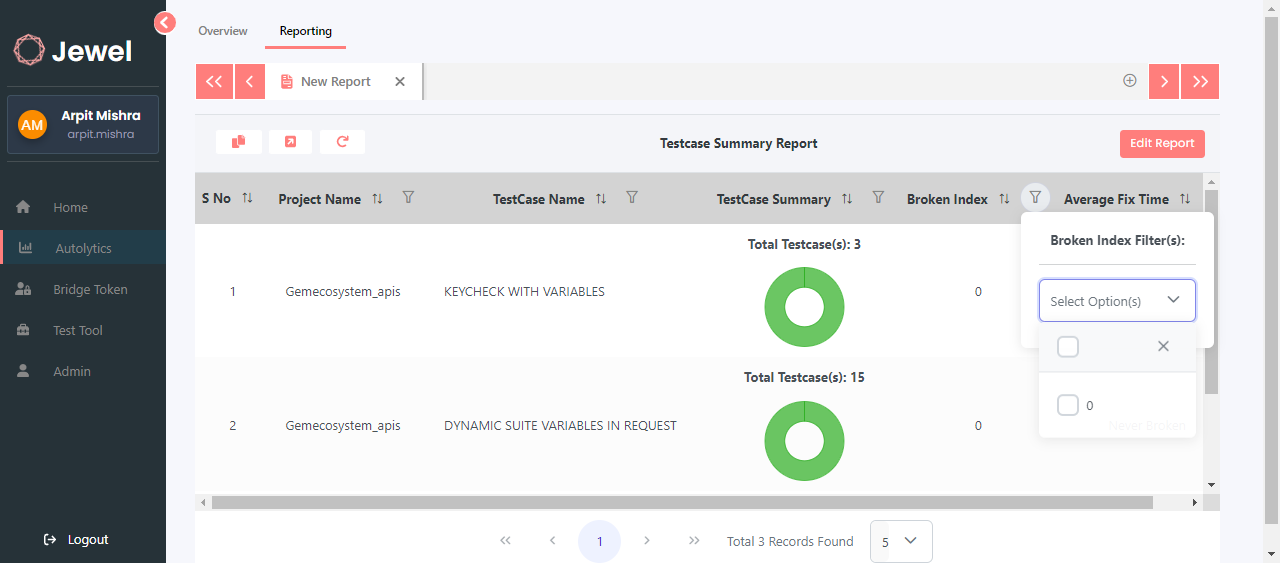 Jewel
AM
Arpit Mishra
arpit.mishra
Home
Autolytics
Bridge Token
Test Tool
Admin
Logout
Overview
Reporting
New Report
Testcase Summary Report
Edit Report
S No
Project Name
TestCase Name
TestCase Summary
Broken Index
Average Fix Time
Total Testcase(s): 3
1
Gemecosystem_apis
KEYCHECK WITH VARIABLES
0
Total Testcase(s): 15
2
Gemecosystem_apis
DYNAMIC SUITE VARIABLES IN REQUEST
0
Broken Index Filter(s):
Select Option(s)
0
Never Broken
1
Total 3 Records Found
5